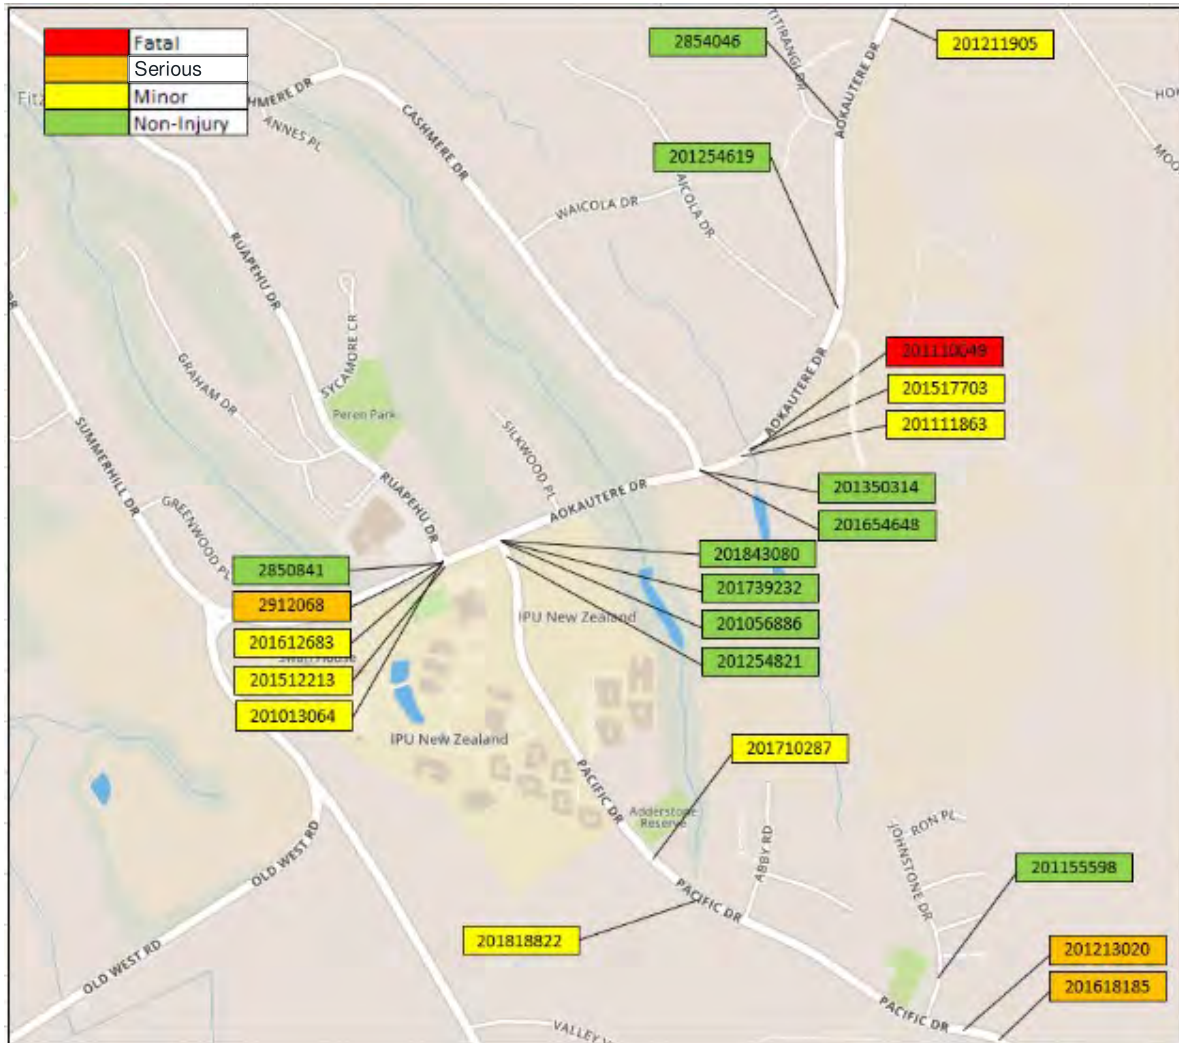 Fatal
Serious
Minor
Non-Injury
2854046
201211905
TITIRANGI DR
AOKAUTERE DR
CASHMERE DR
ANNES PL
201254619
WAICOLA DR
RUAPEHU DR
SYCAMORE CR
GRAHAM DR
Peren Park
201110049
201517703
201111863
AOKAUTERE DR
SUMMERHILL DR
GREENWOOD PL
RUAPEHU DR
SILKWOOD PL
AOKAUTERE DR
201350314
201654648
2850841
2912068
201612683
201512213
201013064
201843080
201739232
201056886
201254821
IPU New Zealand
IPU New Zealand
201710287
PACIFIC DR
Adderstone
Reserve
ABBY RD
RON PL
JOHNSTONE DR
201155598
OLD WEST RD
PACIFIC DR
201818822
201213020
201618185
OLD WEST RD
PACIFIC DR